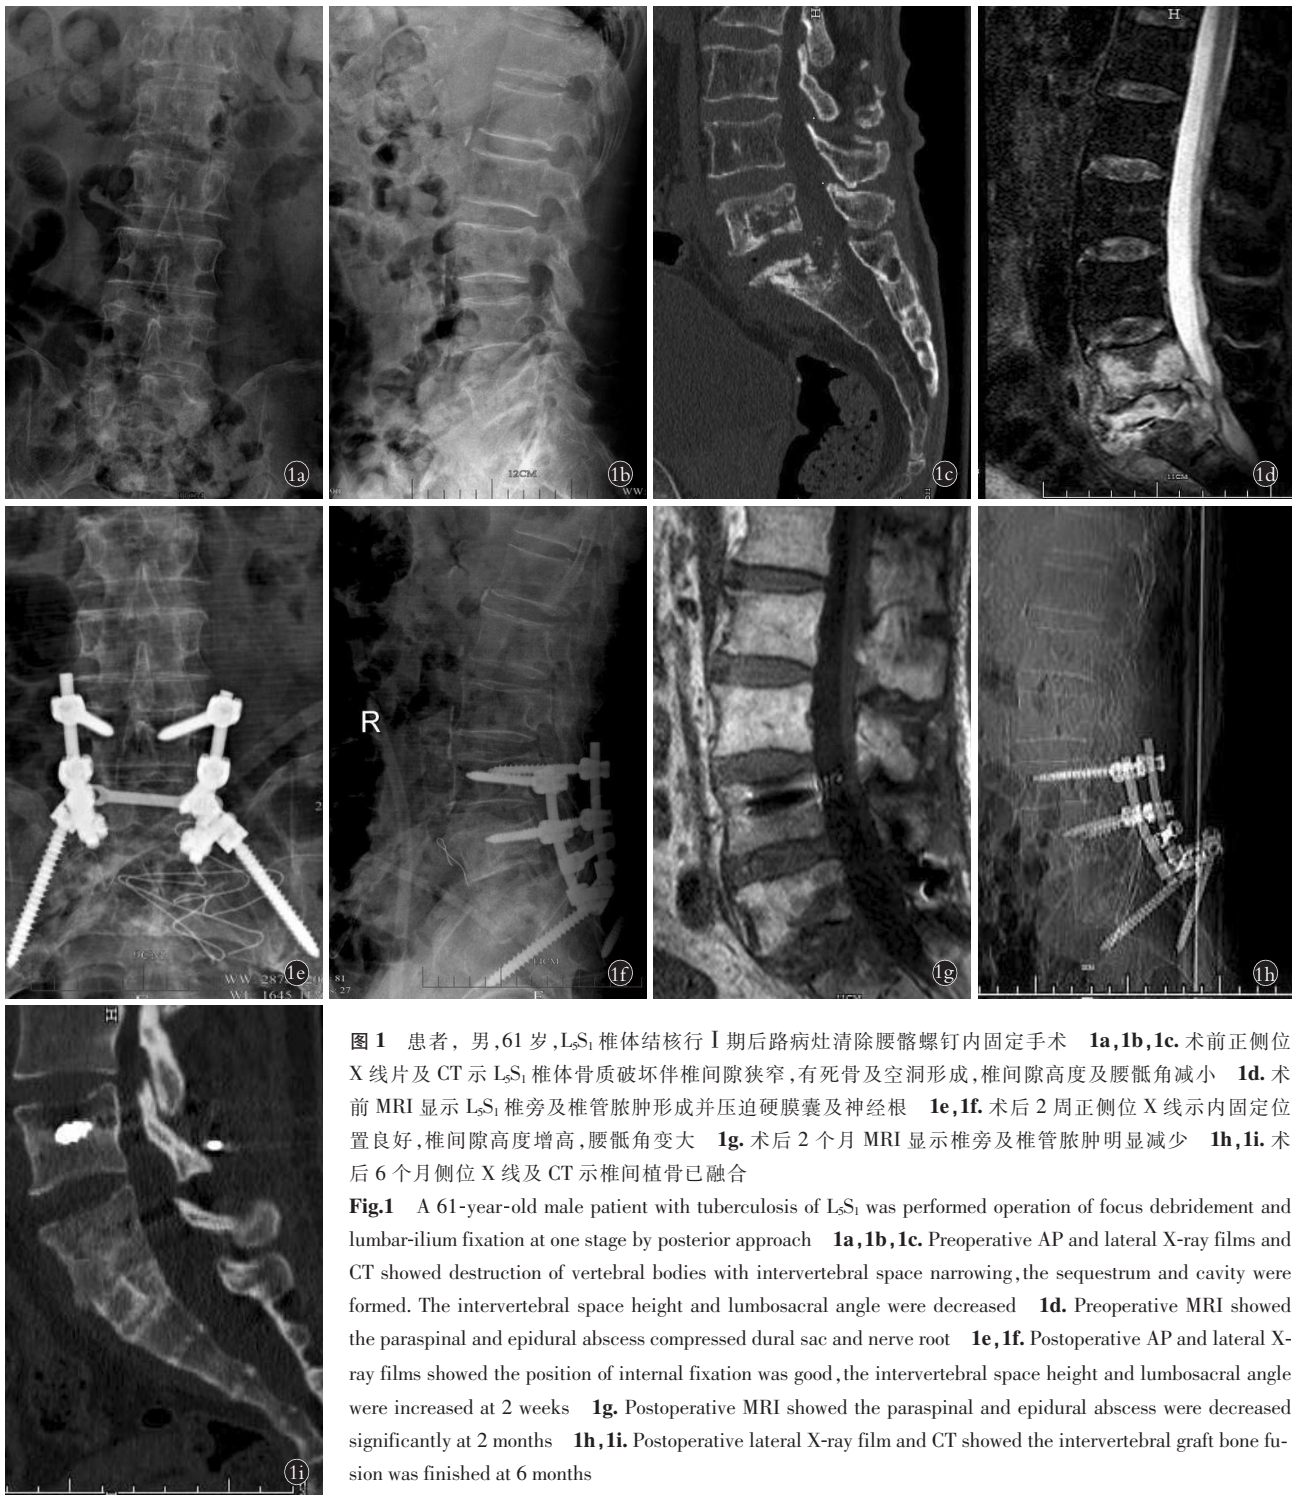 H
H
1a
12CM
WW
1b
1c
11CM
1d
R
9CM
1e
1f
1g
1h
H
1i
图 1 患者, 男,61 岁,L5S1 椎体结核行 I 期后路病灶清除腰髂螺钉内固定手术 1a,1b,1c. 术前正侧位
X 线片及 CT 示 L5S1 椎体骨质破坏伴椎间隙狭窄,有死骨及空洞形成,椎间隙高度及腰骶角减小 1d. 术
前 MRI 显示 L5S1 椎旁及椎管脓肿形成并压迫硬膜囊及神经根 1e,1f. 术后 2 周正侧位 X 线示内固定位
置良好,椎间隙高度增高,腰骶角变大 1g. 术后 2 个月 MRI 显示椎旁及椎管脓肿明显减少 1h,1i. 术
后 6 个月侧位 X 线及 CT 示椎间植骨已融合
Fig.1 A 61-year-old male patient with tuberculosis of L5S1 was performed operation of focus debridement and
lumbar-ilium fixation at one stage by posterior approach 1a,1b,1c. Preoperative AP and lateral X-ray films and
CT showed destruction of vertebral bodies with intervertebral space narrowing,the sequestrum and cavity were
formed. The intervertebral space height and lumbosacral angle were decreased 1d. Preoperative MRI showed
the paraspinal and epidural abscess compressed dural sac and nerve root 1e,1f. Postoperative AP and lateral X-
ray films showed the position of internal fixation was good,the intervertebral space height and lumbosacral angle
were increased at 2 weeks 1g. Postoperative MRI showed the paraspinal and epidural abscess were decreased
significantly at 2 months 1h,1i. Postoperative lateral X-ray film and CT showed the intervertebral graft bone fu-
sion was finished at 6 months